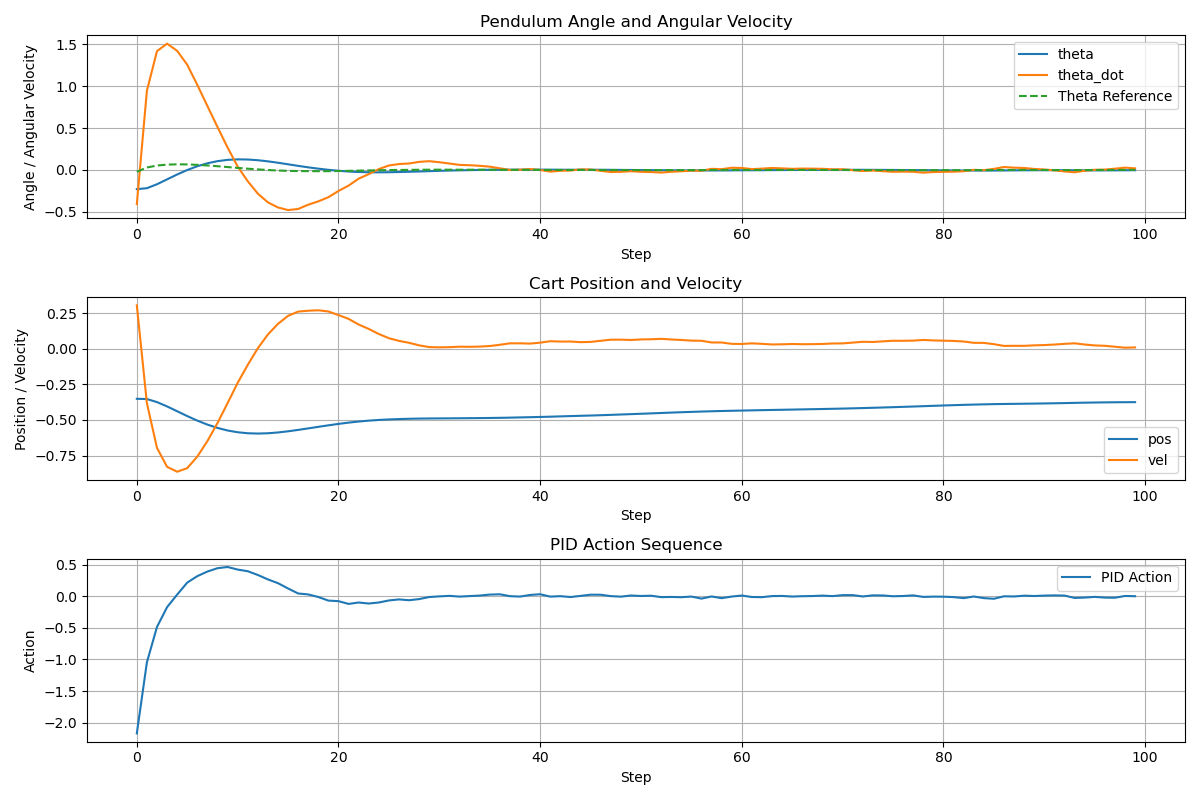 Pendulum Angle and Angular Velocity
Angle / Angular Velocity
1.5
1.0
0.5
0.0
−0.5
theta
theta_dot
Theta Reference
0 20 40 60 80 100
Step
Cart Position and Velocity
Position / Velocity
0.25
0.00
−0.25
−0.50
−0.75
pos
vel
0 20 40 60 80 100
Step
PID Action Sequence
Action
0.5
0.0
−0.5
−1.0
−1.5
−2.0
PID Action
0 20 40 60 80 100
Step